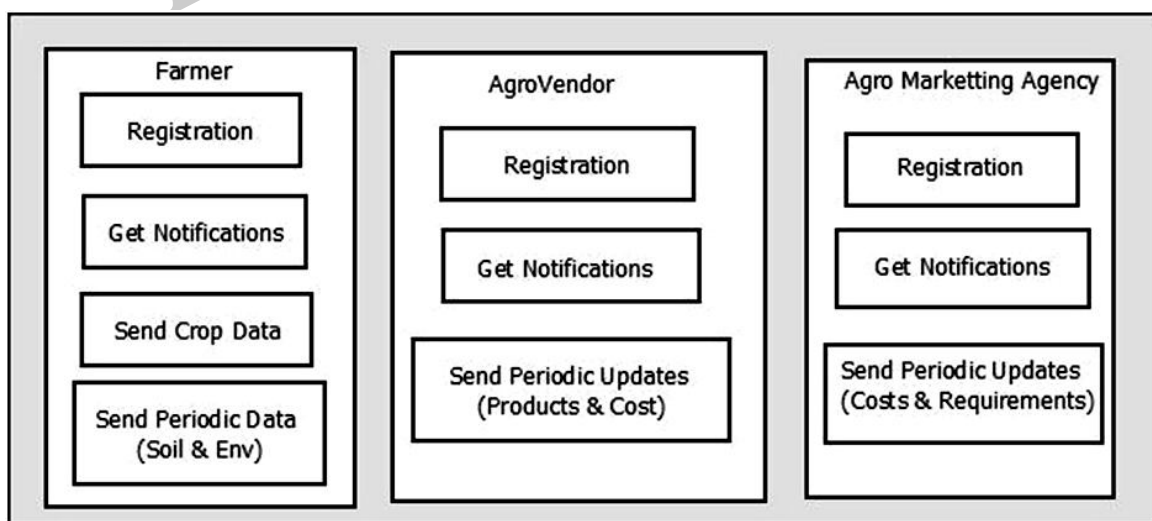 Farmer
Registration
Get Notifications
Send Crop Data
Send Periodic Data
(Soil & Env)
AgroVendor
Registration
Get Notifications
Send Periodic Updates
(Products & Cost)
Agro Marketting Agency
Registration
Get Notifications
Send Periodic Updates
(Costs & Requirements)